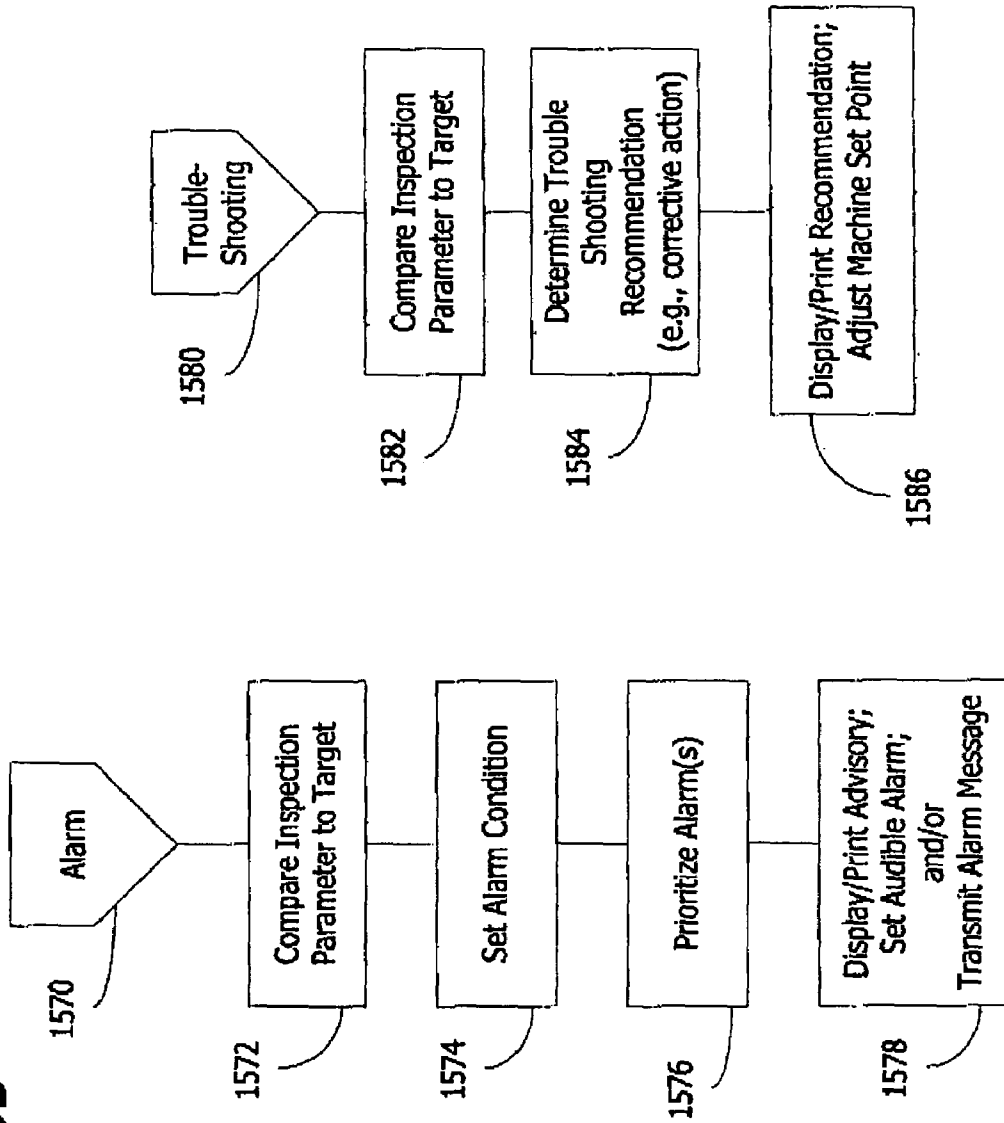 Alarm
1570
Compare Inspection
Parameter to Target
1572
Set Alarm Condition
1574
Prioritize Alarm(s)
1576
Display/Print Advisory;
Set Audible Alarm;
and/or
Transmit Alarm Message
1578
Trouble-
Shooting
1580
Compare Inspection
Parameter to Target
1582
Determine Trouble
Shooting
Recommendation
(e.g., corrective action)
1584
Display/Print Recommendation;
Adjust Machine Set Point
1586